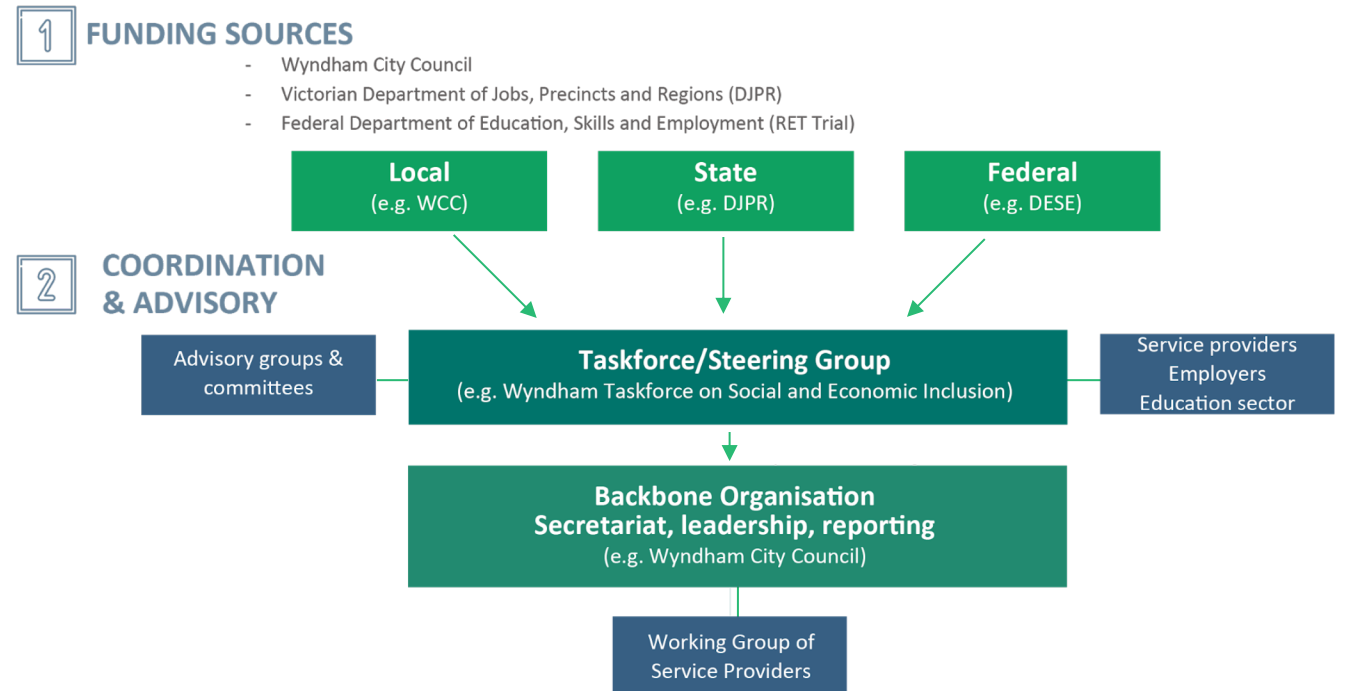 1 FUNDING SOURCES
- Wyndham City Council
- Victorian Department of Jobs, Precincts and Regions (DJPR)
- Federal Department of Education, Skills and Employment (RET Trial)
Local
(e.g. WCC)
State
(e.g. DJPR)
Federal
(e.g. DESE)
2 COORDINATION
& ADVISORY
Advisory groups &
committees
Taskforce/Steering Group
(e.g. Wyndham Taskforce on Social and Economic Inclusion)
Service providers
Employers
Education sector
Backbone Organisation
Secretariat, leadership, reporting
(e.g. Wyndham City Council)
Working Group of
Service Providers